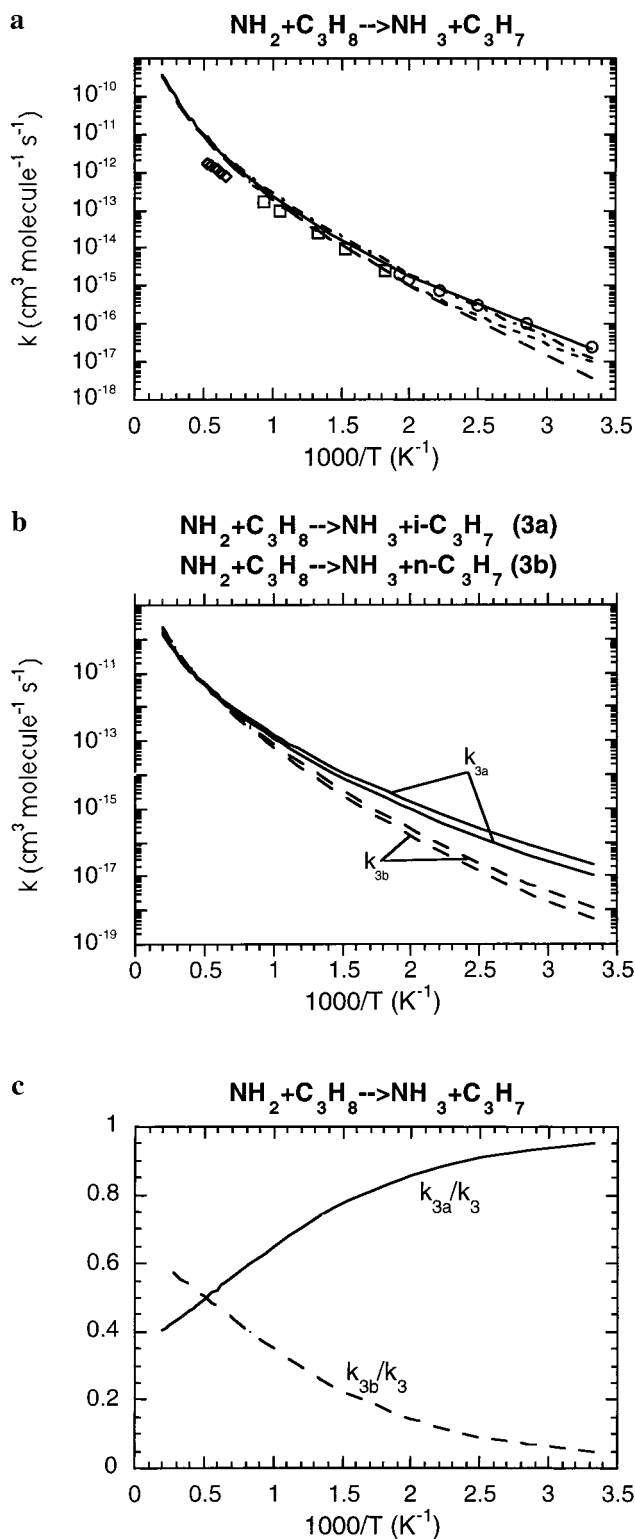 a
NH₂+C₃H₈-->NH₃+C₃H₇
10⁻¹⁰
10⁻¹¹
10⁻¹²
10⁻¹³
10⁻¹⁴
10⁻¹⁵
10⁻¹⁶
10⁻¹⁷
10⁻¹⁸
k (cm³ molecule⁻¹ s⁻¹)
0 0.5 1 1.5 2 2.5 3 3.5
1000/T (K⁻¹)
b
NH₂+C₃H₈-->NH₃+i-C₃H₇ (3a)
NH₂+C₃H₈-->NH₃+n-C₃H₇ (3b)
10⁻¹¹
10⁻¹³
10⁻¹⁵
10⁻¹⁷
10⁻¹⁹
k (cm³ molecule⁻¹ s⁻¹)
k₃ₐ
k₃b
0 0.5 1 1.5 2 2.5 3 3.5
1000/T (K⁻¹)
c
NH₂+C₃H₈-->NH₃+C₃H₇
1
0.8
0.6
0.4
0.2
0
k₃ₐ/k₃
k₃b/k₃
0 0.5 1 1.5 2 2.5 3 3.5
1000/T (K⁻¹)